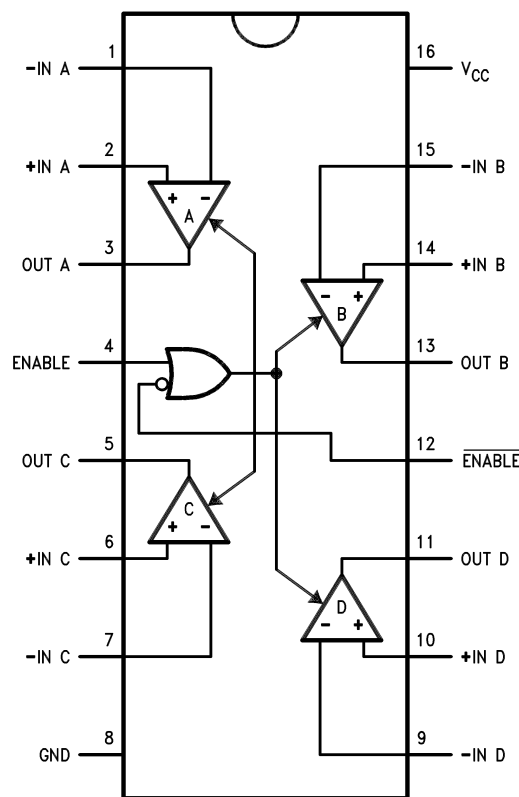 1 16
−IN A VCC
2 15
+IN A −IN B
+ −
A
3 14
OUT A +IN B
− +
B
4 13
ENABLE OUT B
5 12
OUT C E̅N̅A̅B̅L̅E̅
C
+ −
6 11
+IN C OUT D
D
− +
7 10
−IN C +IN D
8 9
GND −IN D